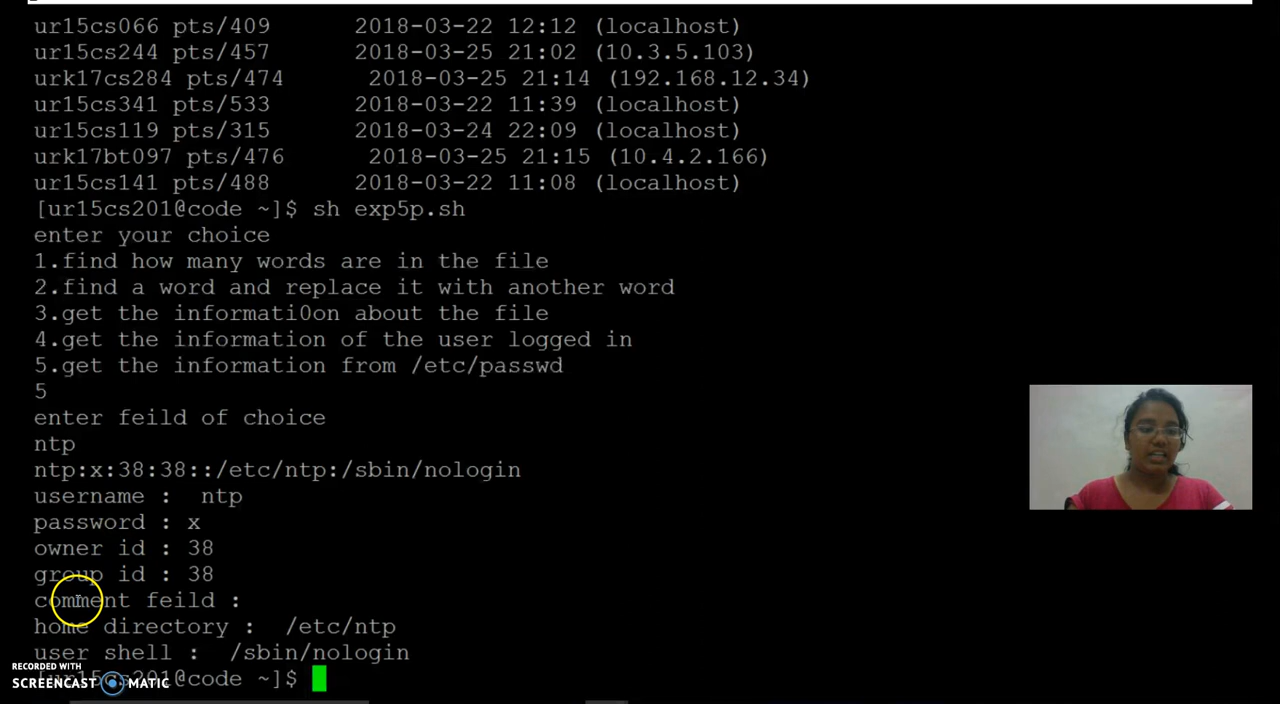 ur15cs066 pts/409      2018-03-22 12:12 (localhost)
ur15cs244 pts/457      2018-03-25 21:02 (10.3.5.103)
urk17cs284 pts/474      2018-03-25 21:14 (192.168.12.34)
ur15cs341 pts/533      2018-03-22 11:39 (localhost)
ur15cs119 pts/315      2018-03-24 22:09 (localhost)
urk17bt097 pts/476      2018-03-25 21:15 (10.4.2.166)
ur15cs141 pts/488      2018-03-22 11:08 (localhost)
[ur15cs201@code ~]$ sh exp5p.sh
enter your choice
1.find how many words are in the file
2.find a word and replace it with another word
3.get the informati0on about the file
4.get the information of the user logged in
5.get the information from /etc/passwd
5
enter feild of choice
ntp
ntp:x:38:38::/etc/ntp:/sbin/nologin
username :  ntp
password : x
owner id : 38
group id : 38
comment feild :
home directory :  /etc/ntp
user shell :  /sbin/nologin
[ur15cs201@code ~]$
RECORDED WITH
SCREENCAST MATIC